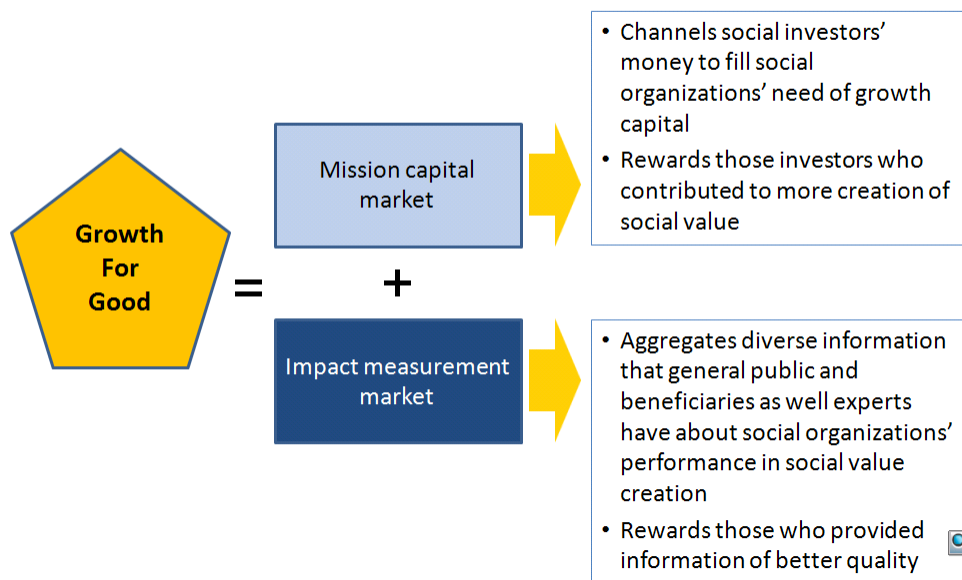 Growth
For
Good
=
Mission capital
market
• Channels social investors'
money to fill social
organizations' need of growth
capital
• Rewards those investors who
contributed to more creation of
social value
+
Impact measurement
market
• Aggregates diverse information
that general public and
beneficiaries as well experts
have about social organizations'
performance in social value
creation
• Rewards those who provided
information of better quality